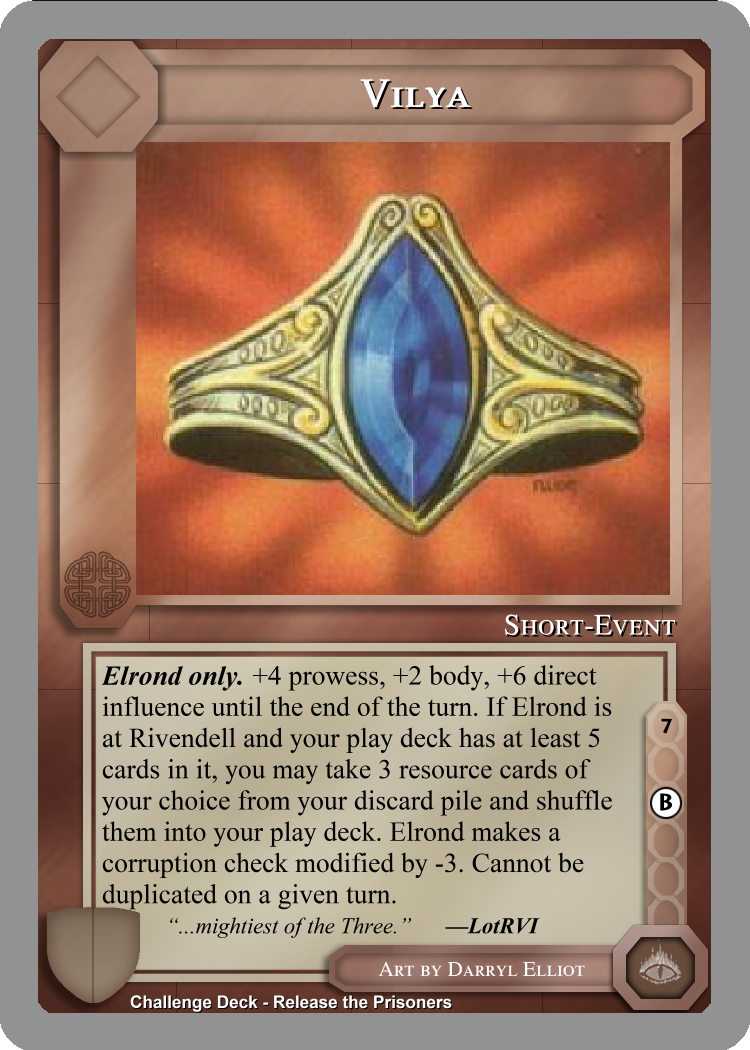 VILYA
SHORT-EVENT
Elrond only. +4 prowess, +2 body, +6 direct
influence until the end of the turn. If Elrond is
at Rivendell and your play deck has at least 5
cards in it, you may take 3 resource cards of
your choice from your discard pile and shuffle
them into your play deck. Elrond makes a
corruption check modified by -3. Cannot be
duplicated on a given turn.
“...mightiest of the Three.” —LotRVI
7
B
ART BY DARRYL ELLIOT
Challenge Deck - Release the Prisoners